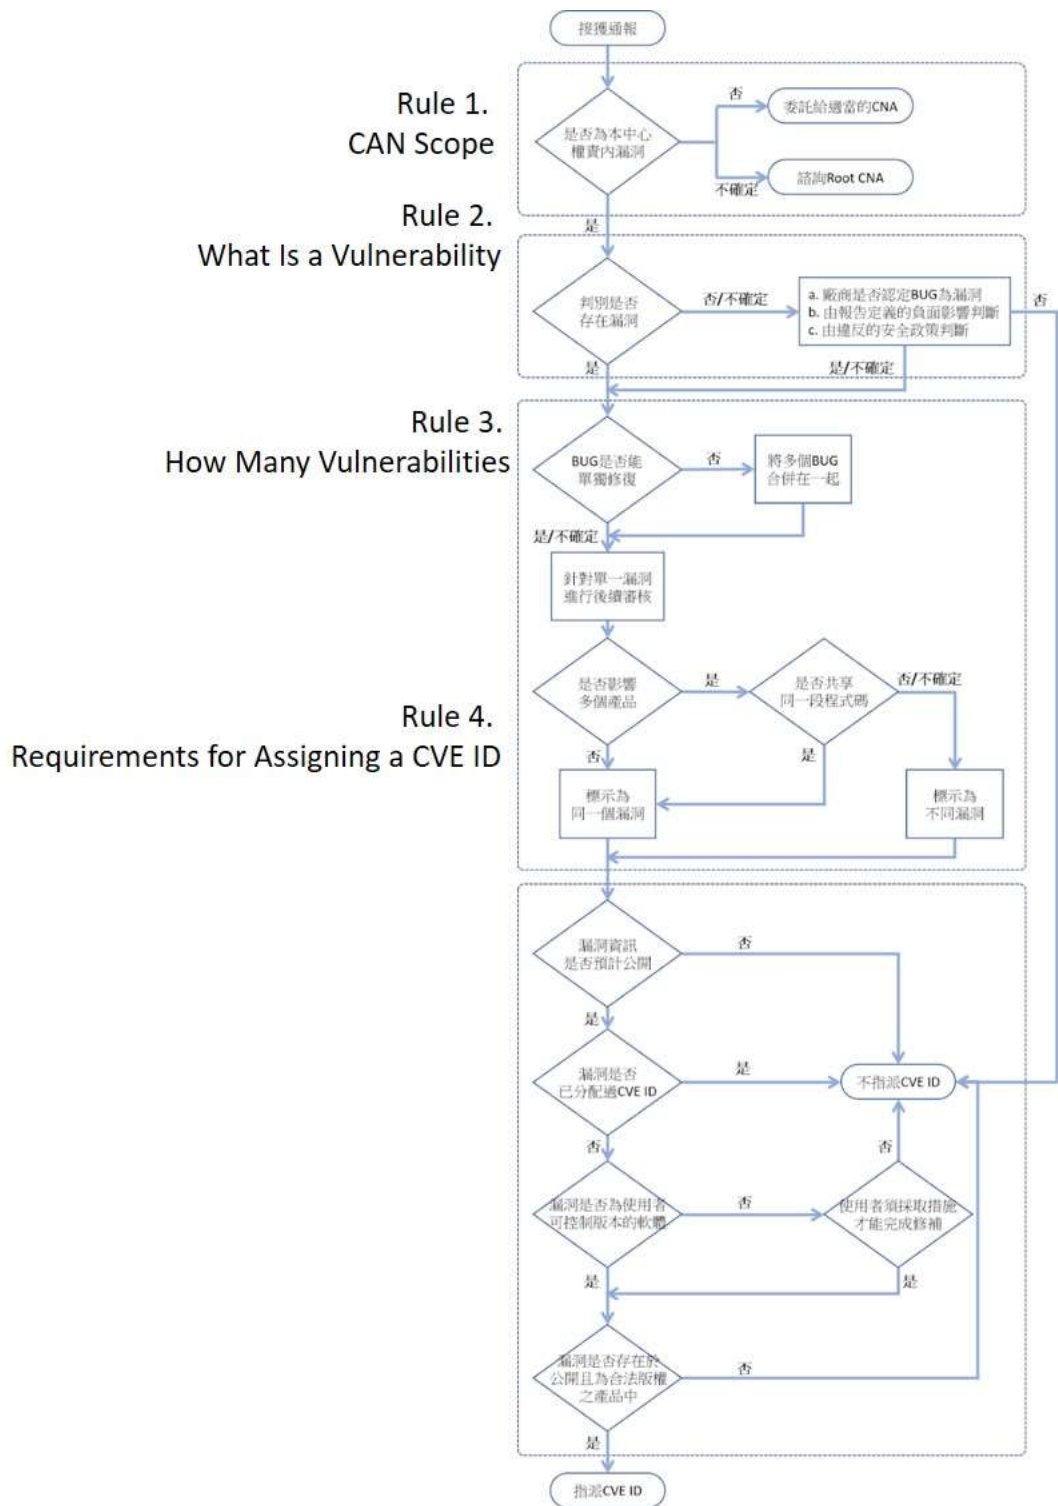 接獲通報
Rule 1.
CAN Scope
是否為本中心
權責內漏洞
否
委託給適當的CNA
不確定
諮詢Root CNA
是
Rule 2.
What Is a Vulnerability
判別是否
存在漏洞
否/不確定
a. 廠商是否認定BUG為漏洞
b. 由報告定義的負面影響判斷
c. 由違反的安全政策判斷
否
是
是/不確定
Rule 3.
How Many Vulnerabilities
BUG是否能
單獨修復
否
將多個BUG
合併在一起
是/不確定
針對單一漏洞
進行後續審核
是否影響
多個產品
是
是否共享
同一段程式碼
否/不確定
Rule 4.
Requirements for Assigning a CVE ID
否
是
標示為
同一個漏洞
標示為
不同漏洞
漏洞資訊
是否預計公開
否
是
漏洞是否
已分配過CVE ID
是
不指派CVE ID
否
否
漏洞是否為使用者
可控制版本的軟體
否
使用者須採取措施
才能完成修補
是
是
漏洞是否存在於
公開且為合法版權
之產品中
否
是
指派CVE ID